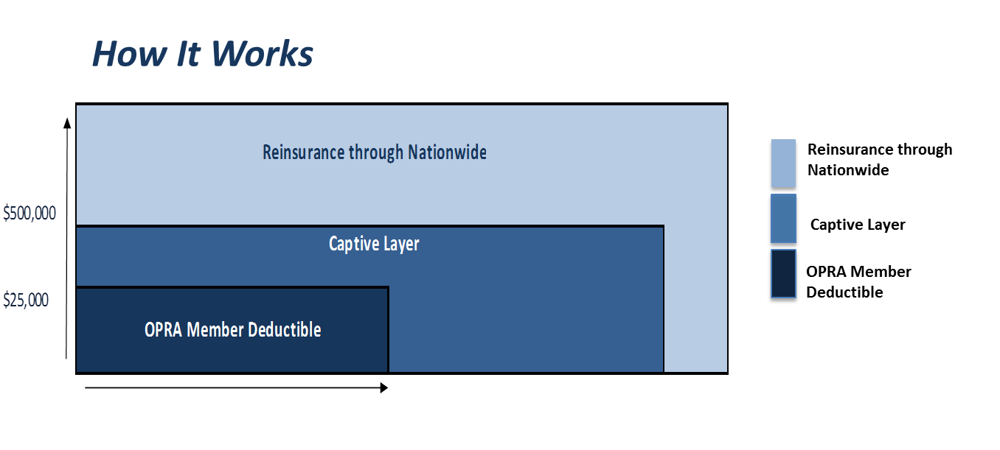 How It Works
Reinsurance through Nationwide
$500,000
Captive Layer
$25,000
OPRA Member Deductible
Reinsurance through
Nationwide
Captive Layer
OPRA Member
Deductible